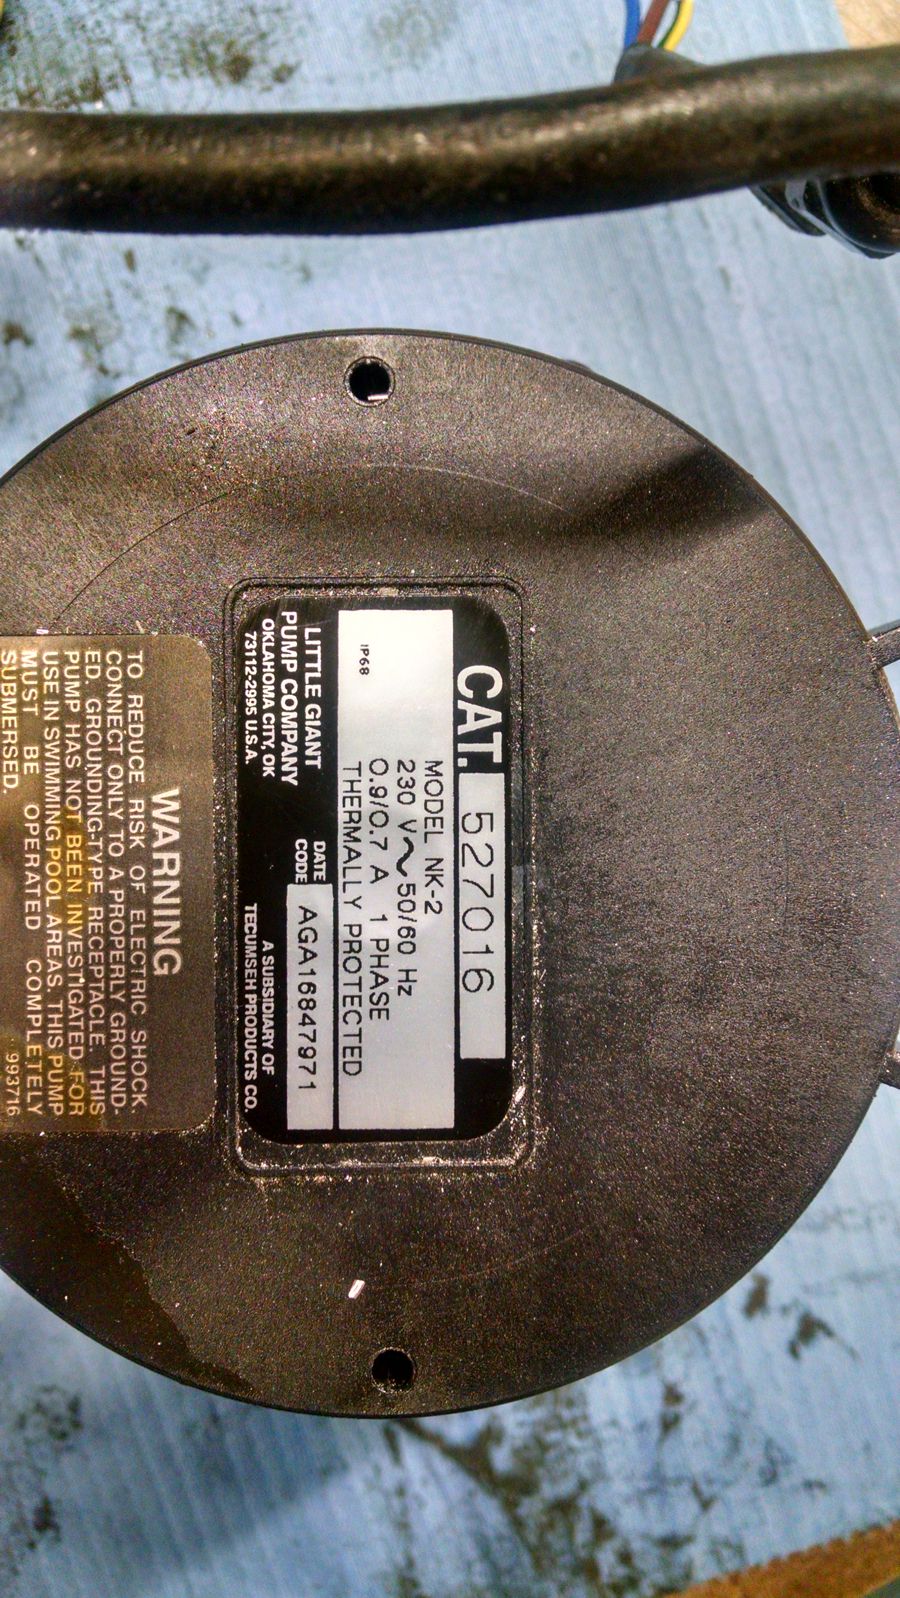 CAT. 527016
MODEL NK-2
230 V~50/60 Hz
0.9/0.7 A 1 PHASE
THERMALLY PROTECTED
IP68
LITTLE GIANT
PUMP COMPANY
OKLAHOMA CITY, OK
73112-2995 U.S.A.
DATE
CODE
AGA16847971
A SUBSIDIARY OF
TECUMSEH PRODUCTS CO.
WARNING
TO REDUCE RISK OF ELECTRIC SHOCK.
CONNECT ONLY TO A PROPERLY GROUND-
ED, GROUNDING-TYPE RECEPTACLE. THIS
PUMP HAS NOT BEEN INVESTIGATED FOR
USE IN SWIMMING POOL AREAS. THIS PUMP
MUST BE OPERATED COMPLETELY
SUBMERSED.
993716